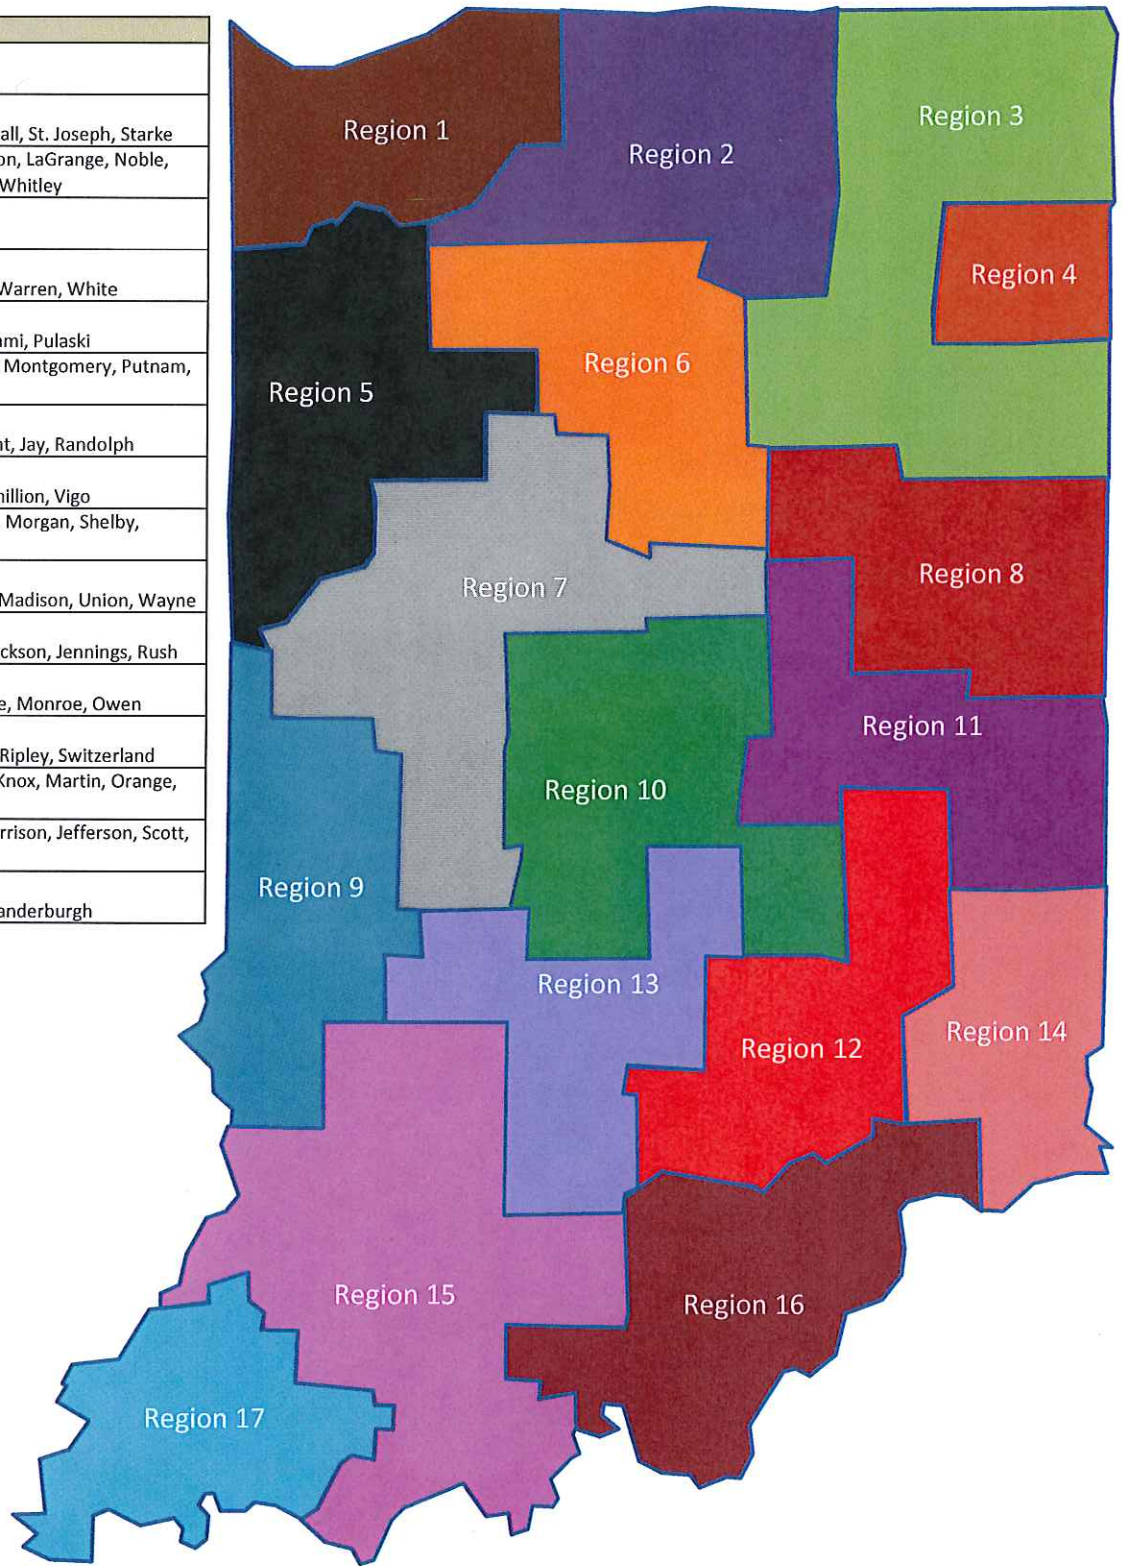 all, St. Joseph, Starke
on, LaGrange, Noble,
Whitley
Warren, White
ami, Pulaski
Montgomery, Putnam,
nt, Jay, Randolph
million, Vigo
Morgan, Shelby,
Madison, Union, Wayne
ckson, Jennings, Rush
e, Monroe, Owen
Ripley, Switzerland
Knox, Martin, Orange,
rrison, Jefferson, Scott,
anderburgh
Region 1
Region 2
Region 3
Region 4
Region 5
Region 6
Region 7
Region 8
Region 9
Region 10
Region 11
Region 12
Region 13
Region 14
Region 15
Region 16
Region 17